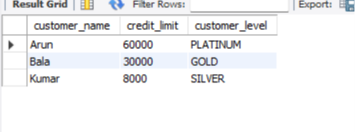 Result Grid Filter Rows: Export:
customer_name credit_limit customer_level
Arun 60000 PLATINUM
Bala 30000 GOLD
Kumar 8000 SILVER